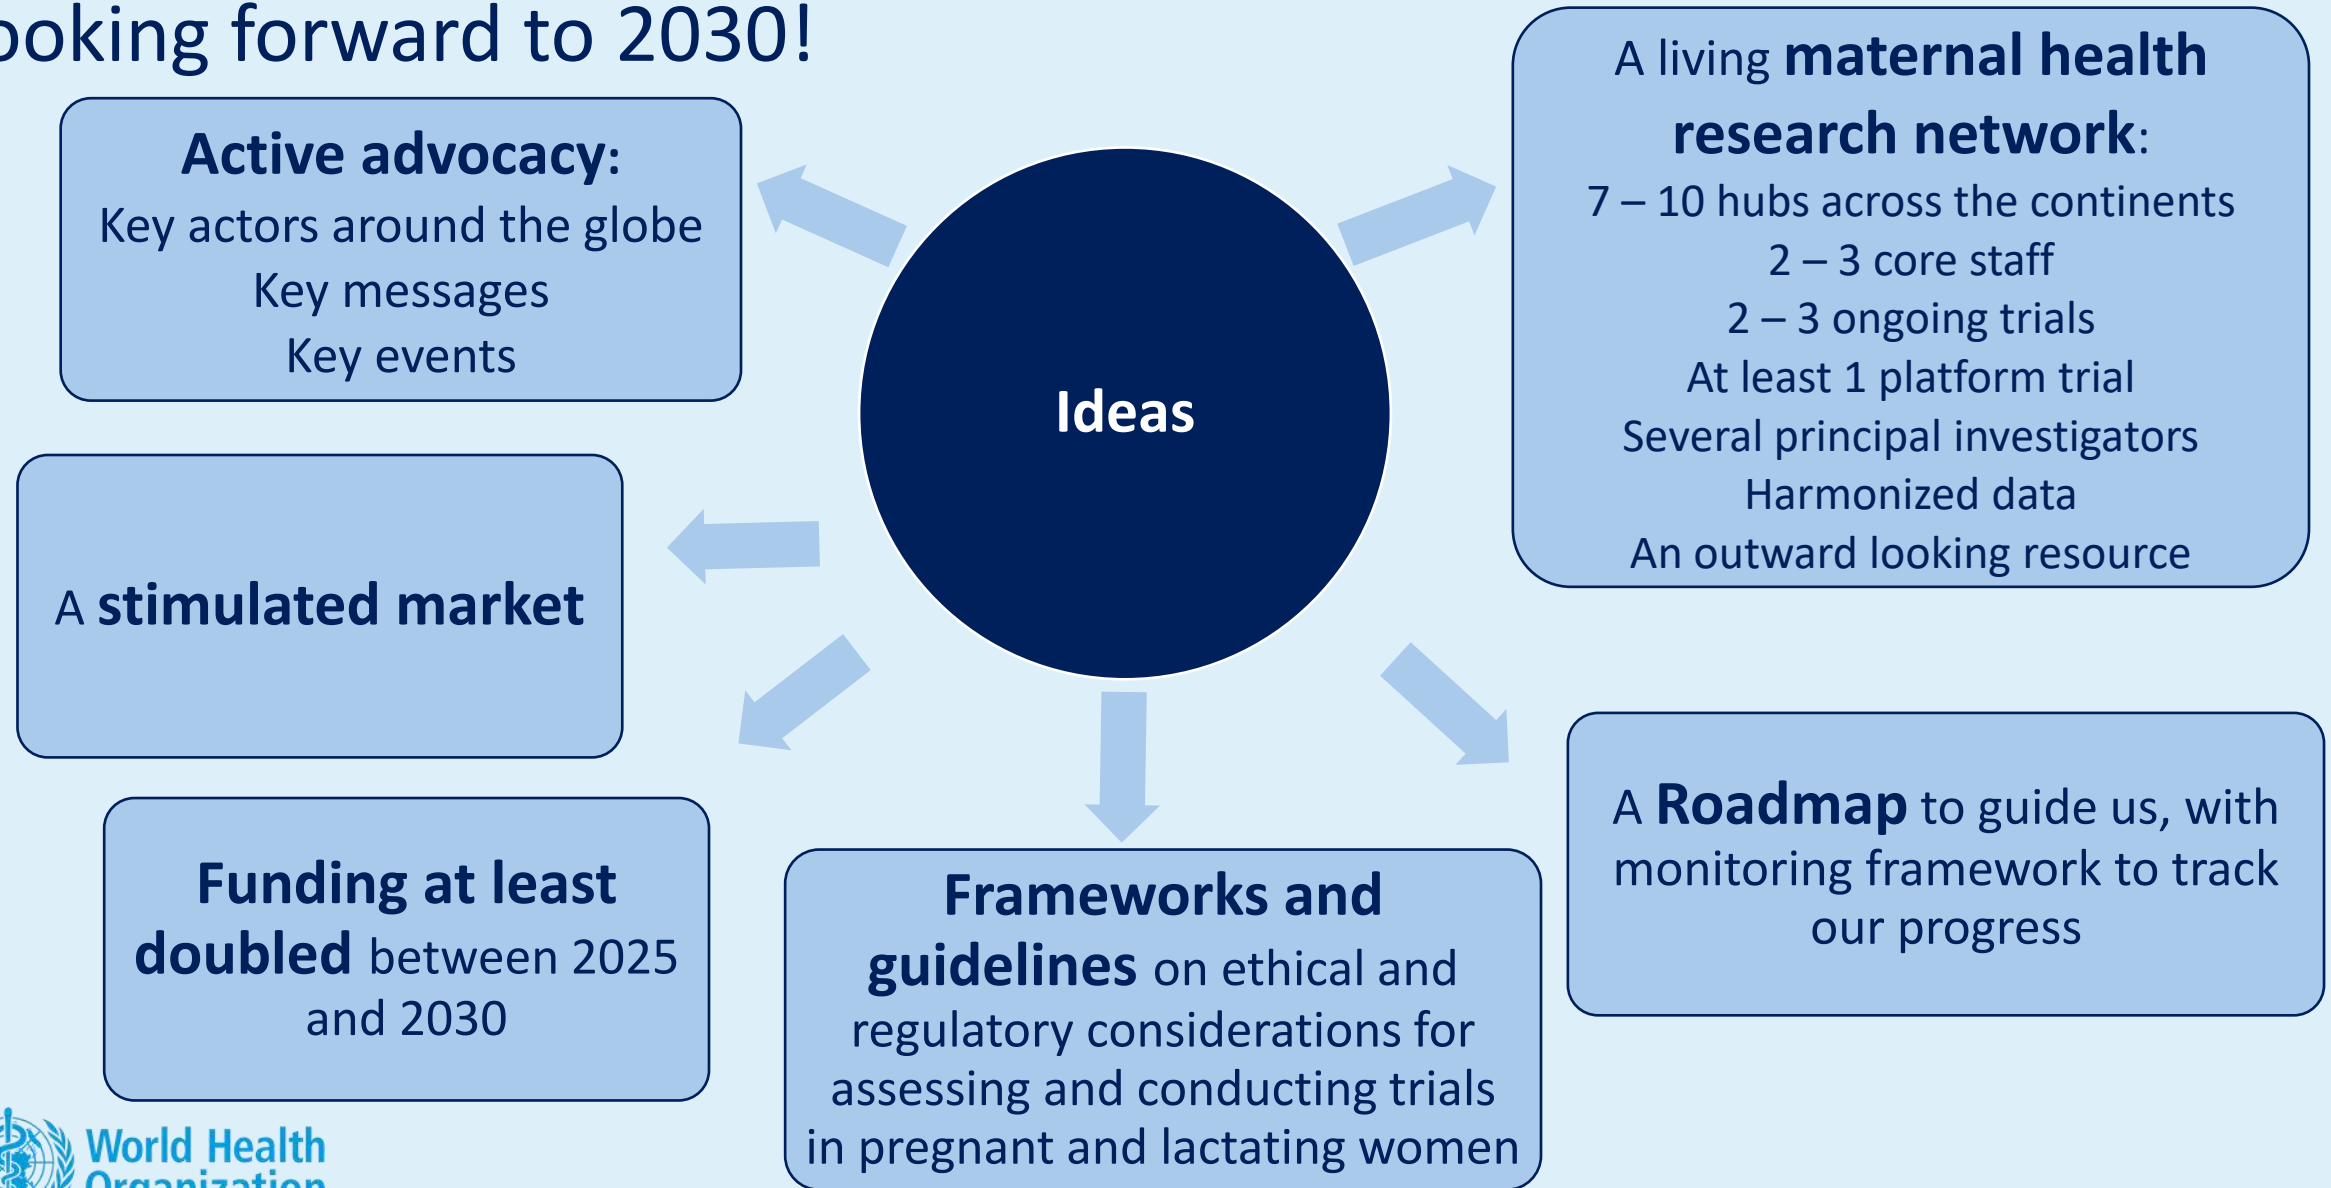 ooking forward to 2030!
Active advocacy:
Key actors around the globe
Key messages
Key events
A stimulated market
Funding at least
doubled between 2025
and 2030
Ideas
Frameworks and
guidelines on ethical and
regulatory considerations for
assessing and conducting trials
in pregnant and lactating women
A living maternal health
research network:
7 – 10 hubs across the continents
2 – 3 core staff
2 – 3 ongoing trials
At least 1 platform trial
Several principal investigators
Harmonized data
An outward looking resource
A Roadmap to guide us, with
monitoring framework to track
our progress
World Health
Organization